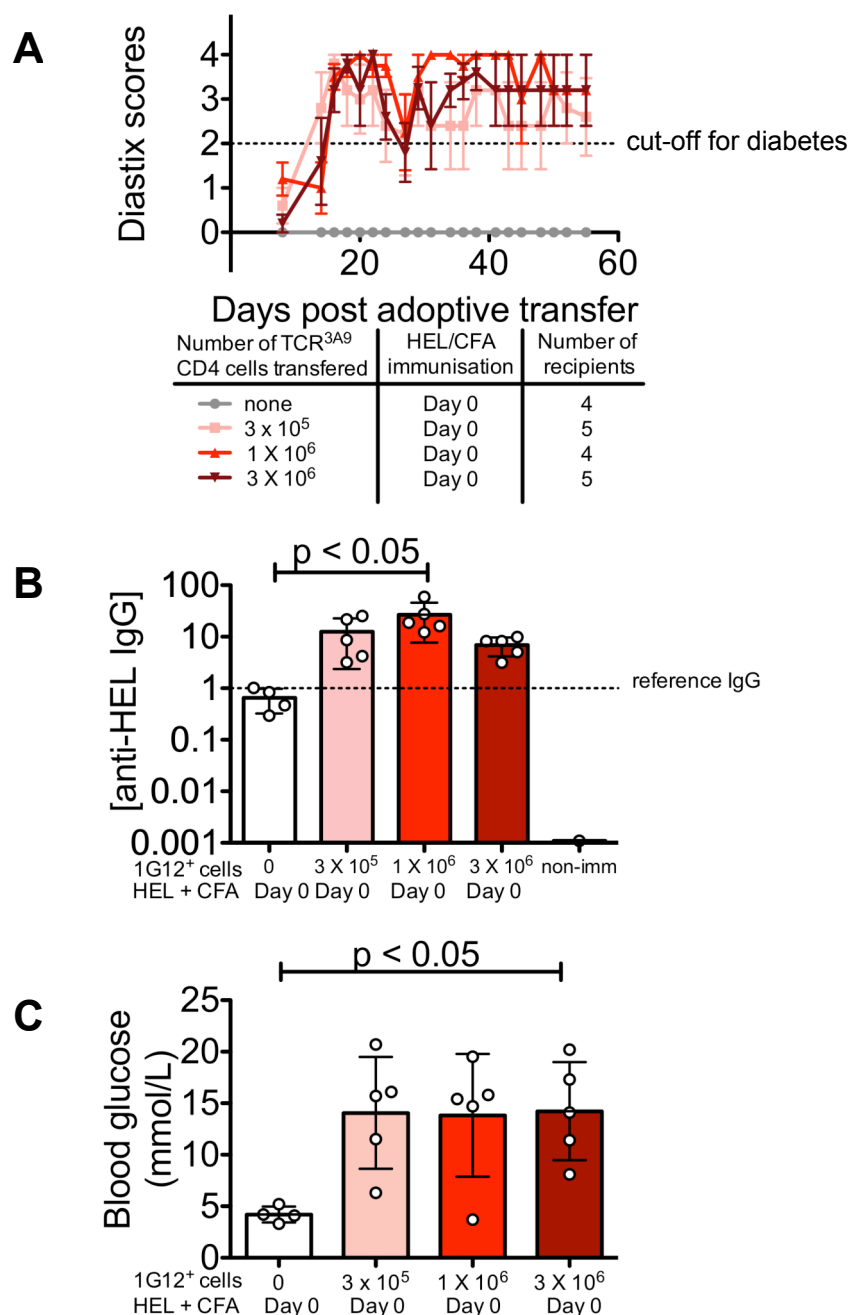 A
Diastix scores
4
3
2
1
0
cut-off for diabetes
20
40
60
Days post adoptive transfer
Number of TCR³ᴬ⁹ CD4 cells transfered
HEL/CFA immunisation
Number of recipients
none Day 0 4
3 x 10⁵ Day 0 5
1 X 10⁶ Day 0 4
3 X 10⁶ Day 0 5
B
p < 0.05
[anti-HEL IgG]
100
10
1
0.1
0.01
0.001
reference IgG
1G12⁺ cells 0 3 X 10⁵ 1 X 10⁶ 3 X 10⁶ non-imm
HEL + CFA Day 0 Day 0 Day 0 Day 0
C
p < 0.05
Blood glucose
(mmol/L)
25
20
15
10
5
0
1G12⁺ cells 0 3 x 10⁵ 1 X 10⁶ 3 X 10⁶
HEL + CFA Day 0 Day 0 Day 0 Day 0